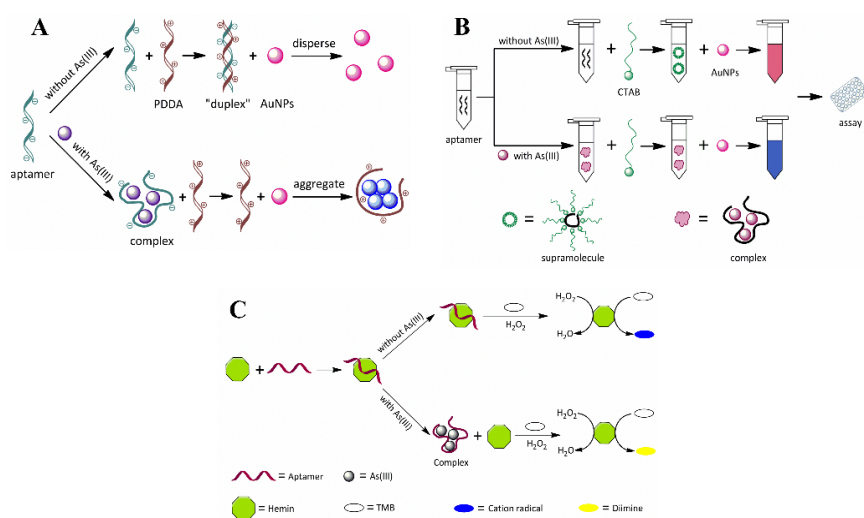 A
without As(III)
+
+
disperse
PDDA
"duplex"
AuNPs
aptamer
with As(III)
+
+
aggregate
complex
B
without As(III)
+
+
CTAB
AuNPs
aptamer
assay
with As(III)
+
+
=
supramolecule
=
complex
C
without As(III)
H₂O₂
H₂O₂
H₂O
+
with As(III)
+
H₂O₂
H₂O₂
H₂O
Complex
= Aptamer
= As(III)
= Hemin
= TMB
= Cation radical
= Diimine